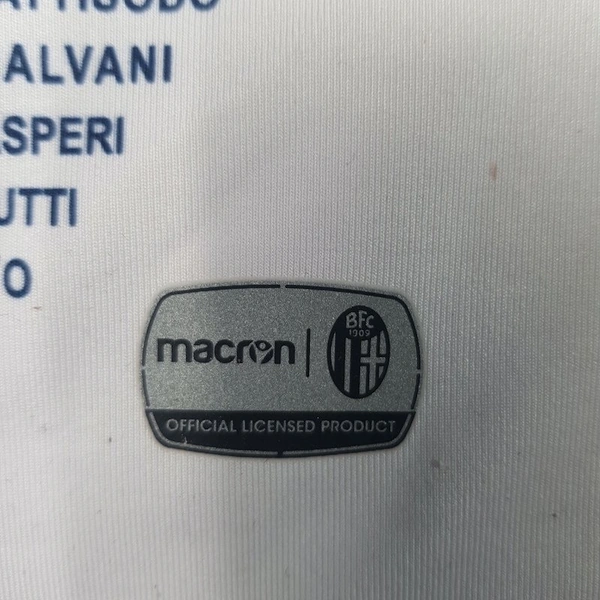 ALVANI
SPERI
UTTI
O
macron
BFC
1909
OFFICIAL LICENSED PRODUCT